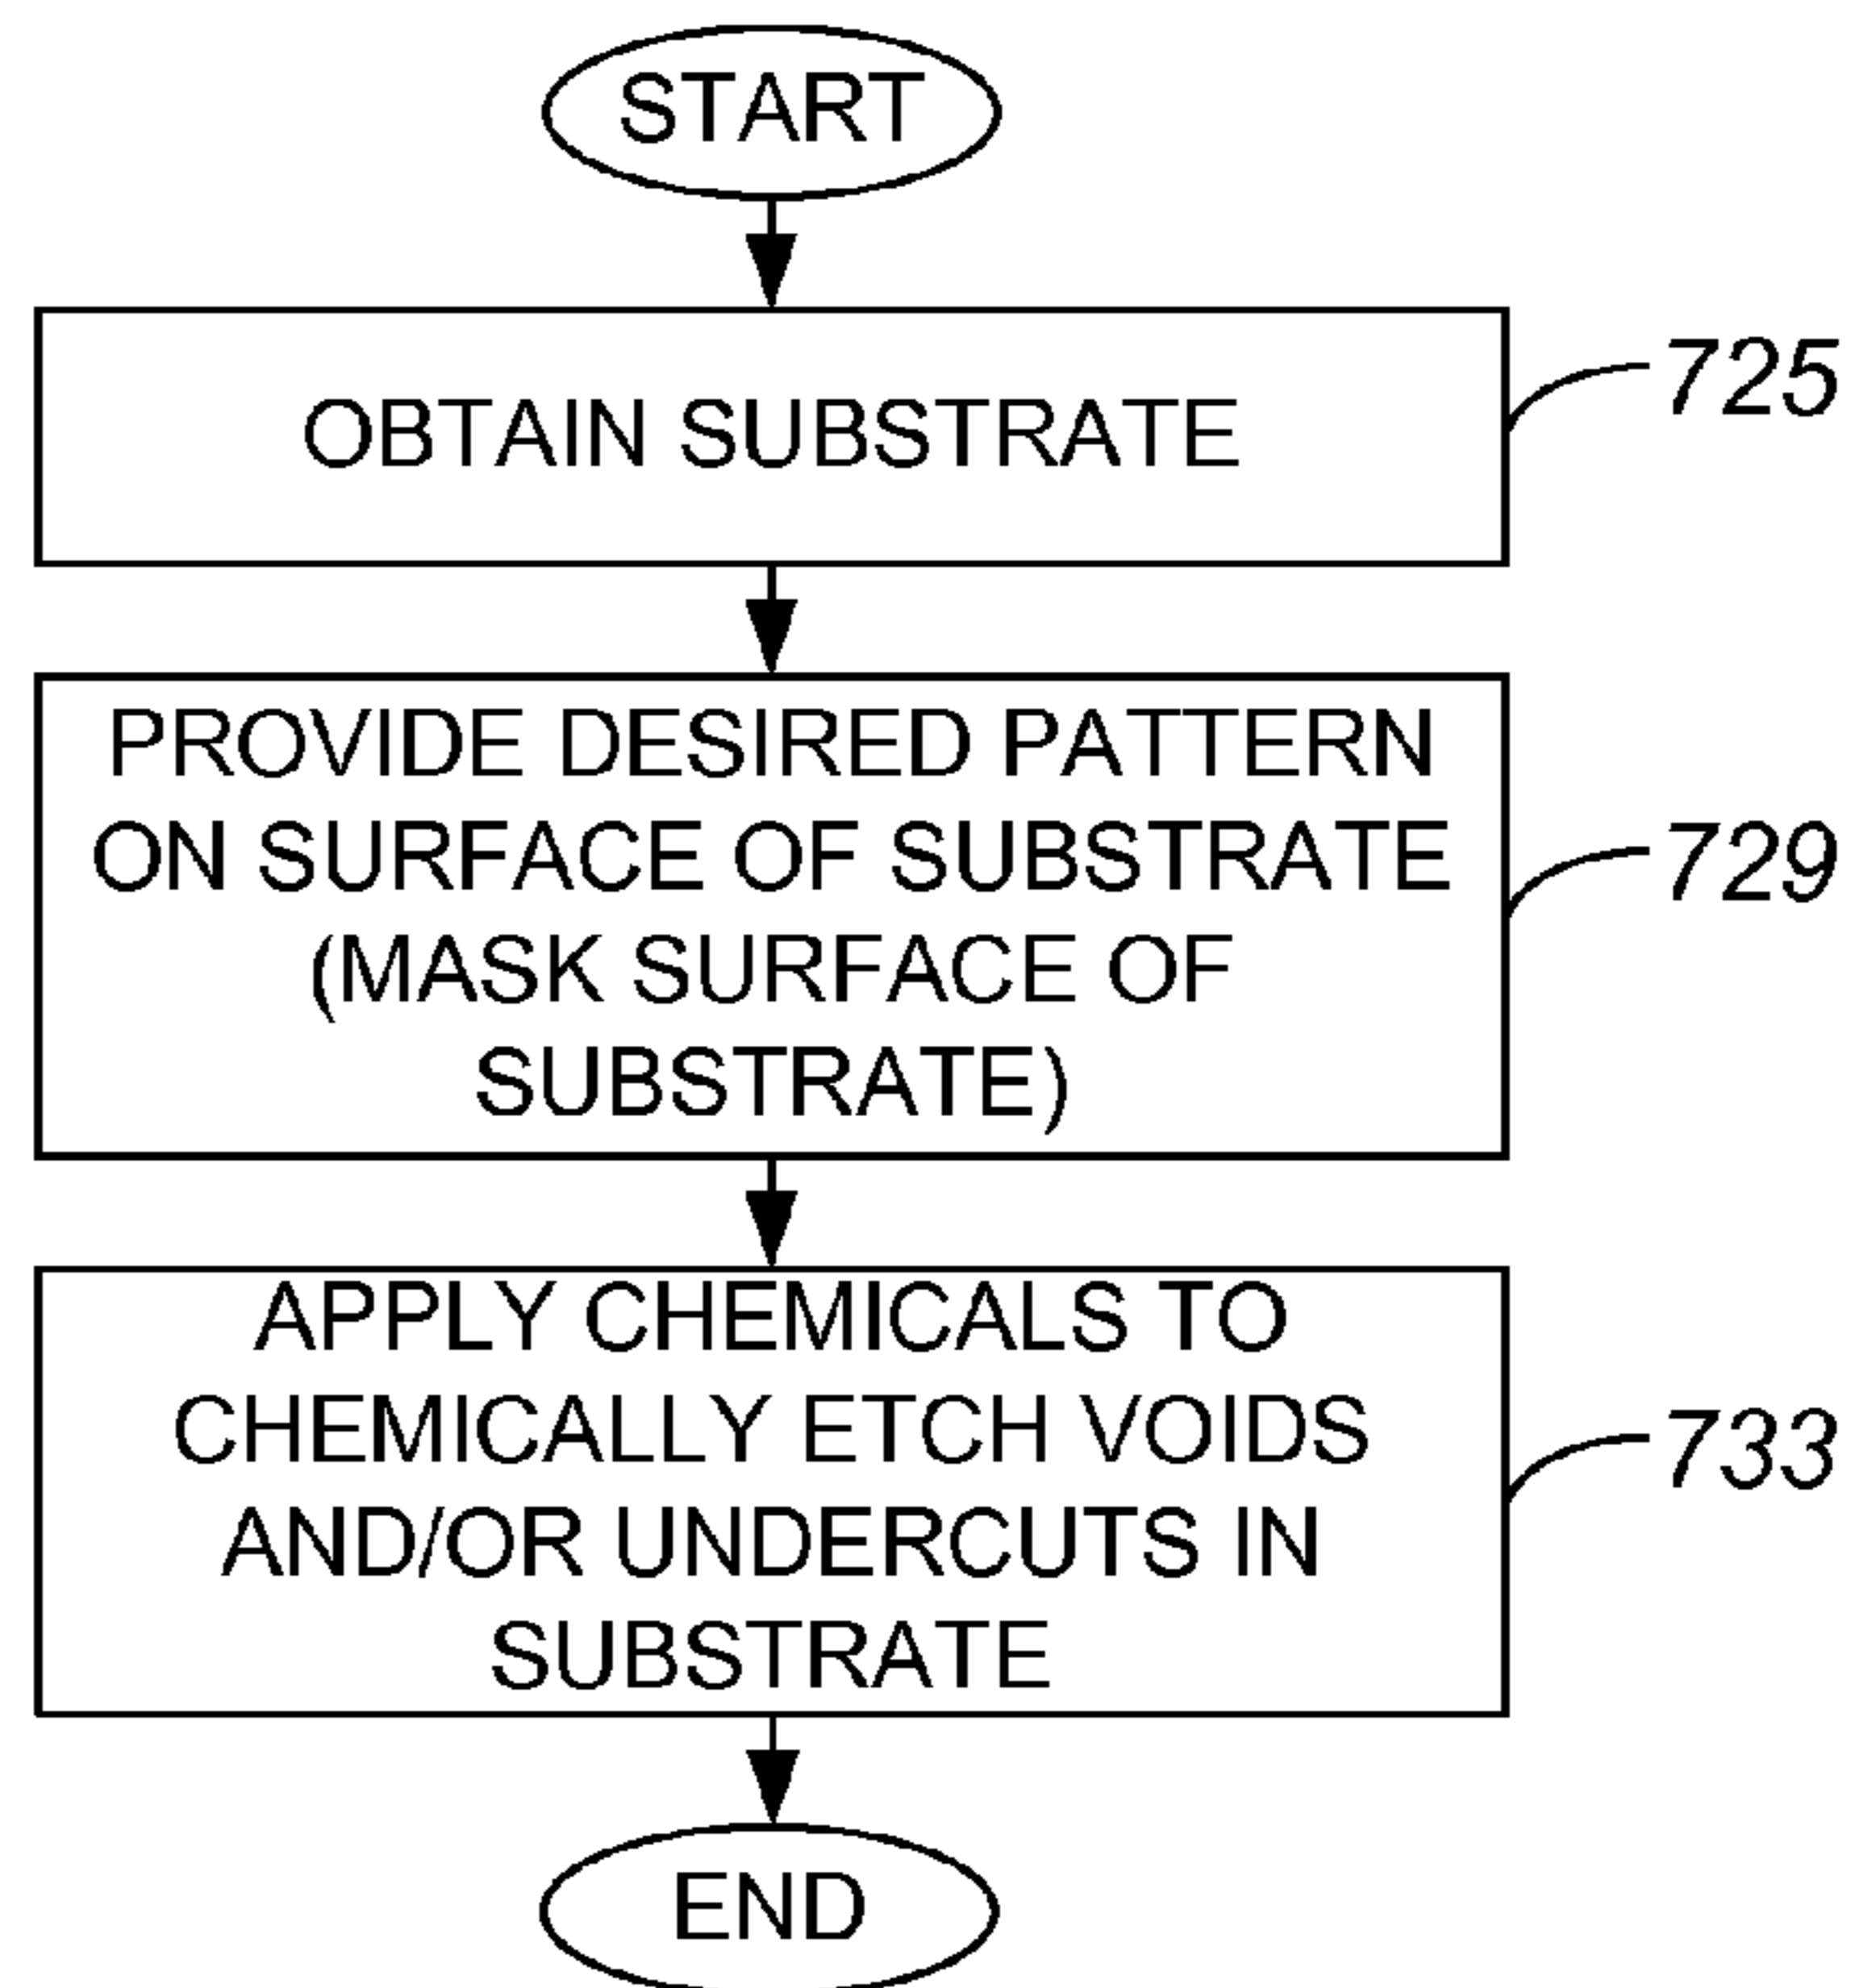 START
OBTAIN SUBSTRATE
725
PROVIDE DESIRED PATTERN
ON SURFACE OF SUBSTRATE
(MASK SURFACE OF
SUBSTRATE)
729
APPLY CHEMICALS TO
CHEMICALLY ETCH VOIDS
AND/OR UNDERCUTS IN
SUBSTRATE
733
END